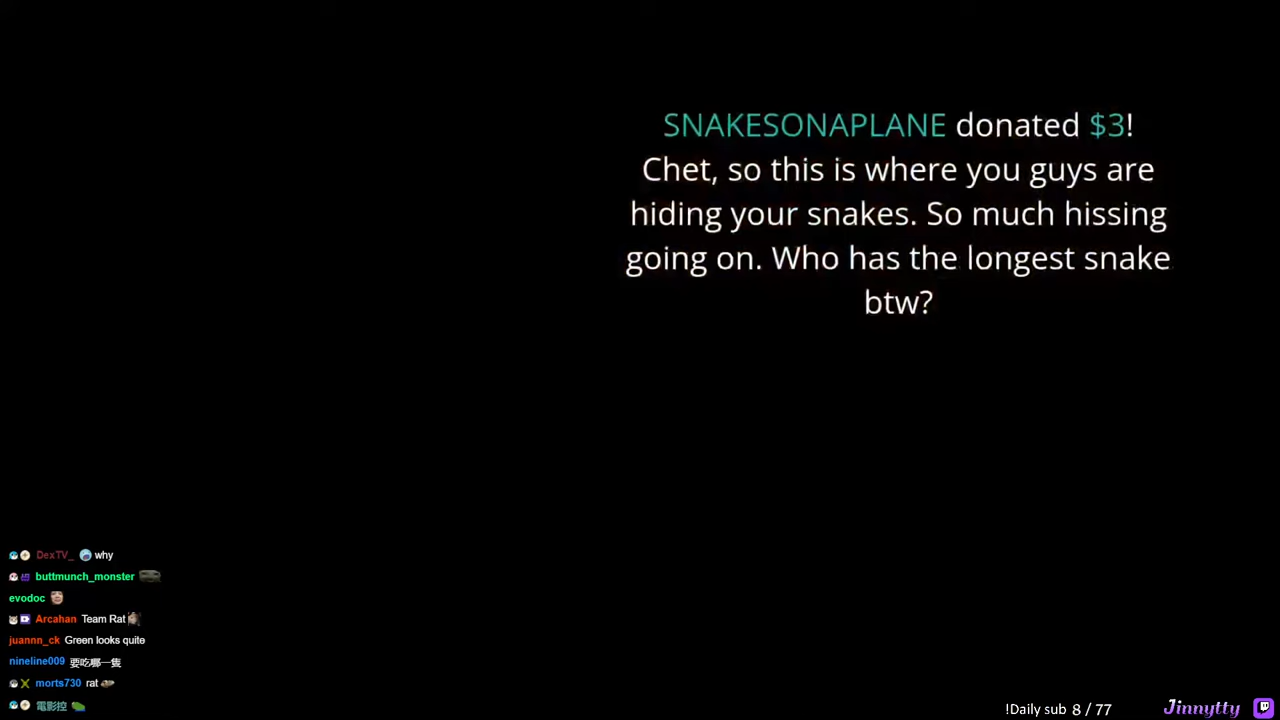 SNAKESONAPLANE donated $3!
Chet, so this is where you guys are
hiding your snakes. So much hissing
going on. Who has the longest snake
btw?
DexTV_ why
buttmunch_monster
evodoc
Arcahan Team Rat
juannn_ck Green looks quite
nineline009 要吃哪一隻
morts730 rat
電影控
!Daily sub 8 / 77
Jinnytty